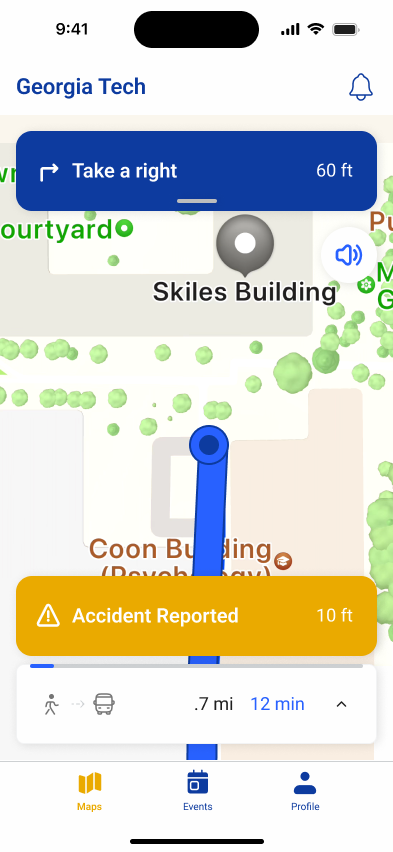 9:41
Georgia Tech
Take a right
60 ft
ourtyard
Pu
M
G
Skiles Building
Coon Building
(Psychology)
Accident Reported
10 ft
.7 mi
12 min
Maps
Events
Profile